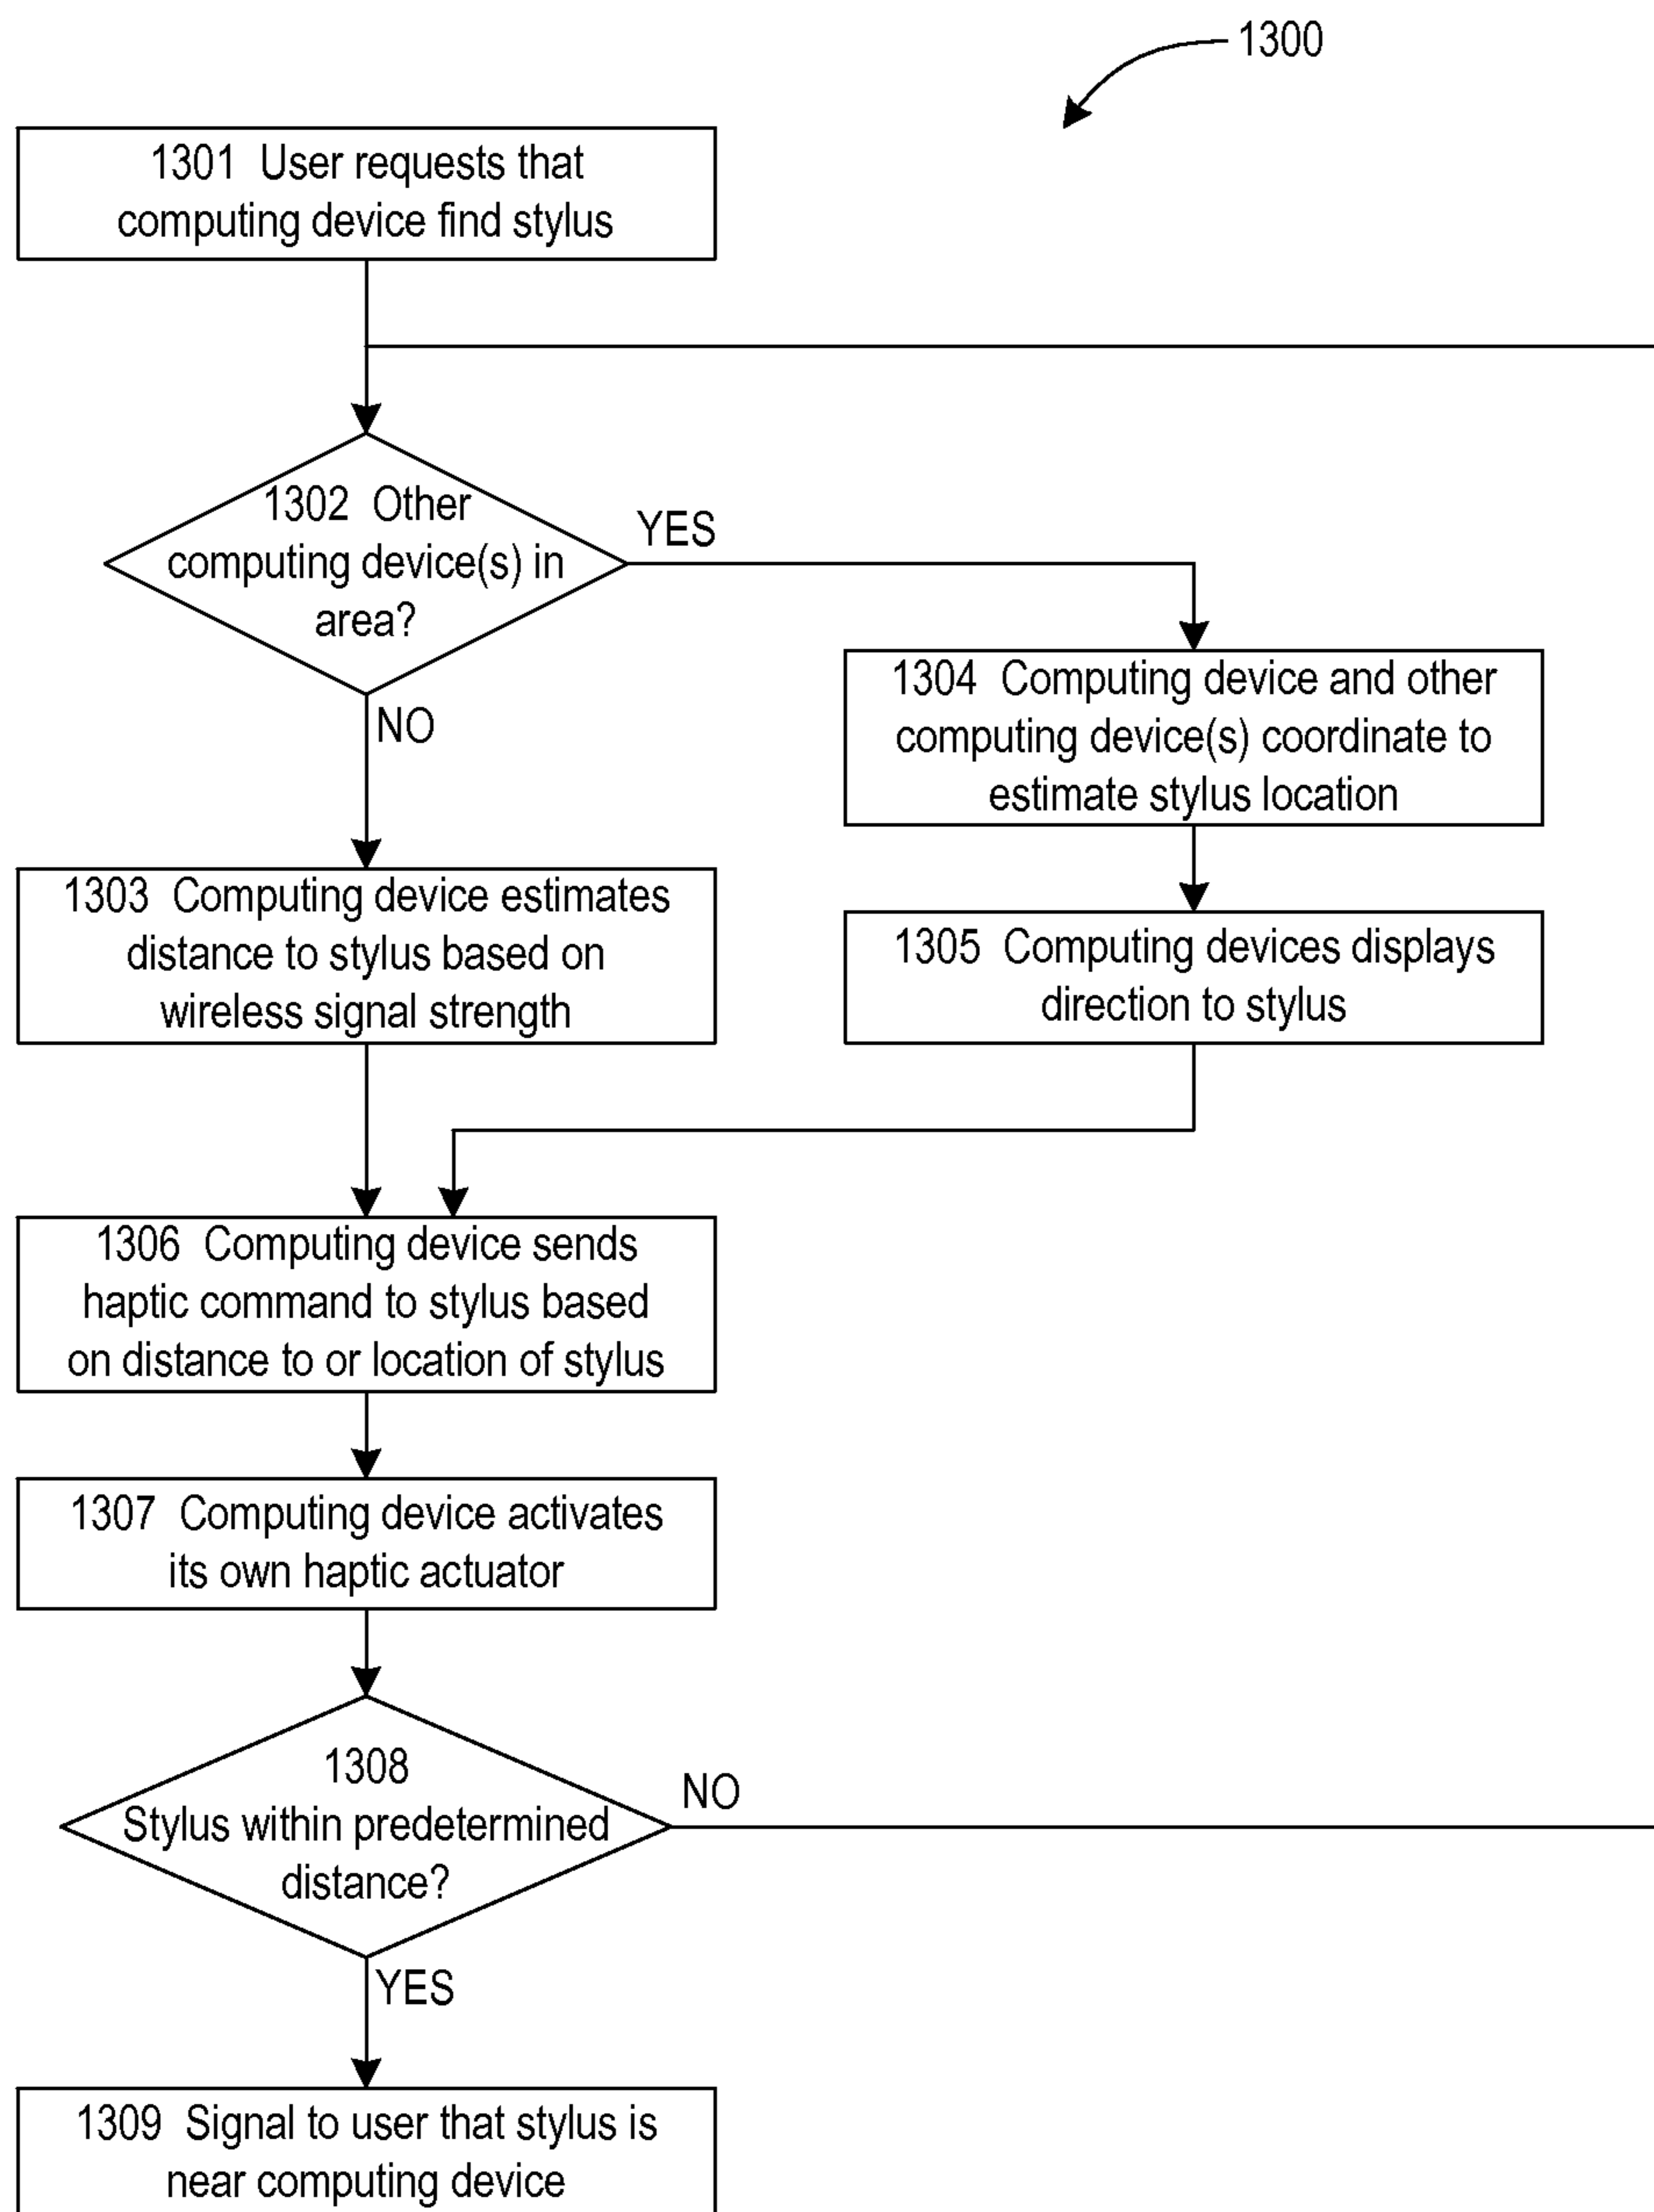 1300
1301 User requests that
computing device find stylus
1302 Other
computing device(s) in
area?
YES
NO
1304 Computing device and other
computing device(s) coordinate to
estimate stylus location
1303 Computing device estimates
distance to stylus based on
wireless signal strength
1305 Computing devices displays
direction to stylus
1306 Computing device sends
haptic command to stylus based
on distance to or location of stylus
1307 Computing device activates
its own haptic actuator
1308
Stylus within predetermined
distance?
NO
YES
1309 Signal to user that stylus is
near computing device